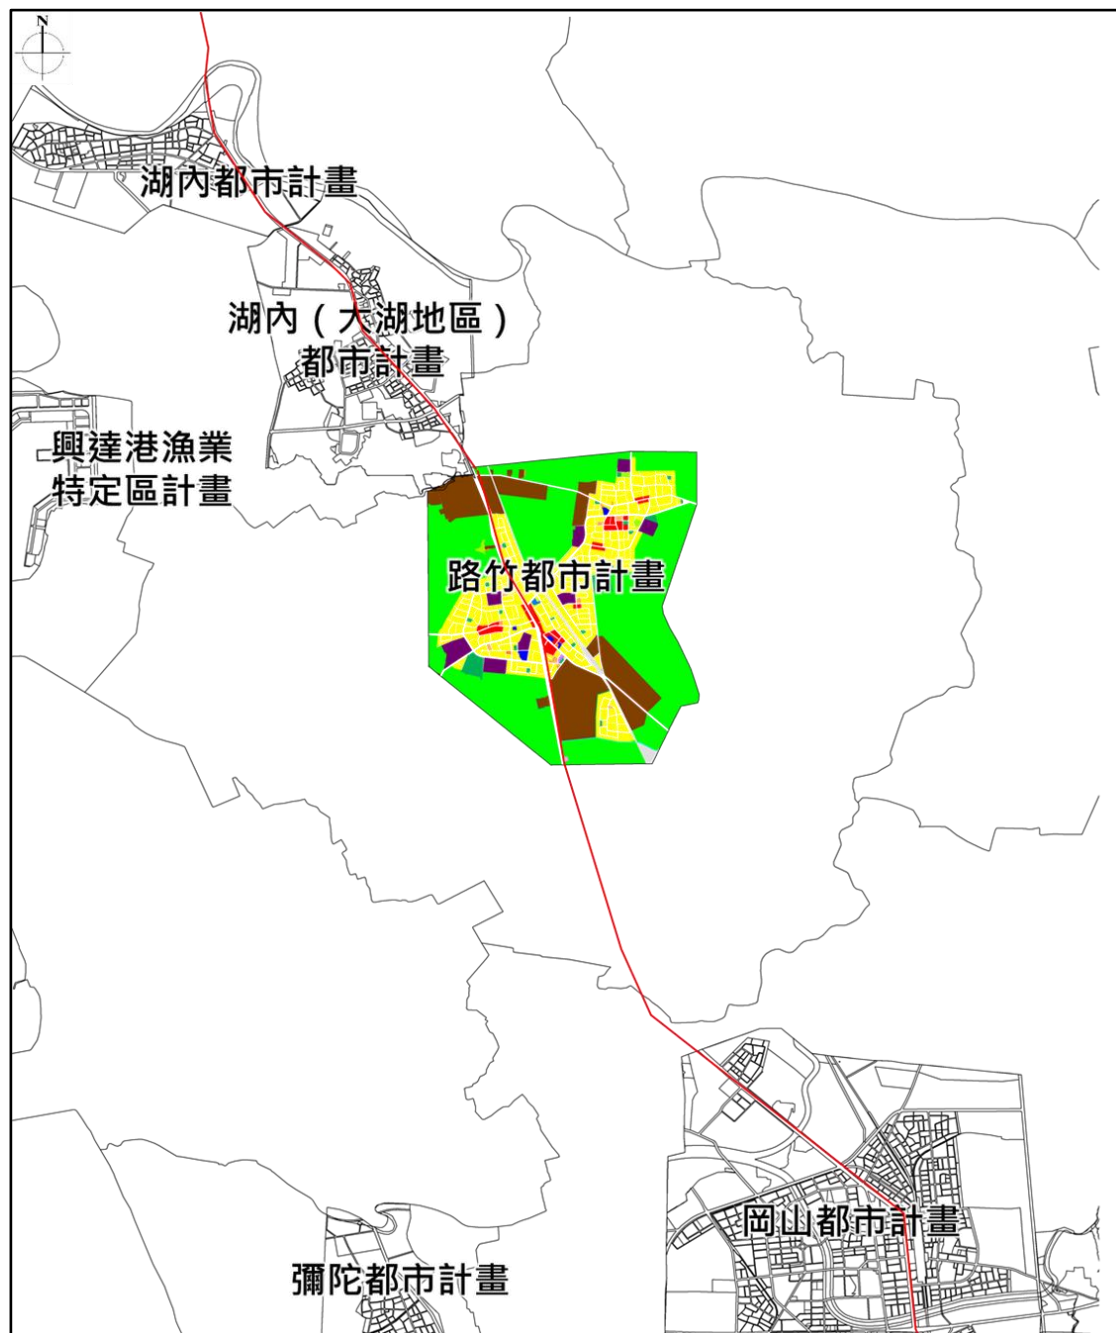 N
湖內都市計畫
湖內（大湖地區）
都市計畫
興達港漁業
特定區計畫
路竹都市計畫
岡山都市計畫
彌陀都市計畫